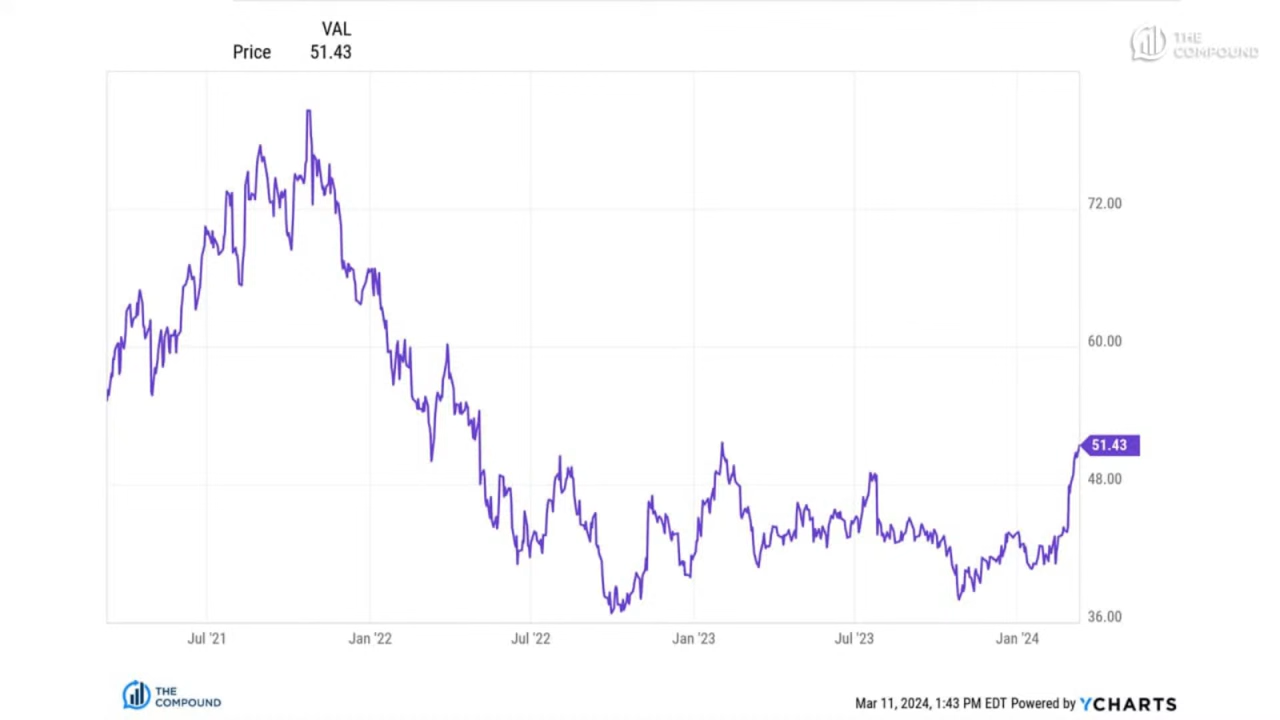 VAL
Price 51.43
THE
COMPOUND
72.00
60.00
51.43
48.00
36.00
Jul '21 Jan '22 Jul '22 Jan '23 Jul '23 Jan '24
THE
COMPOUND
Mar 11, 2024, 1:43 PM EDT Powered by YCHARTS